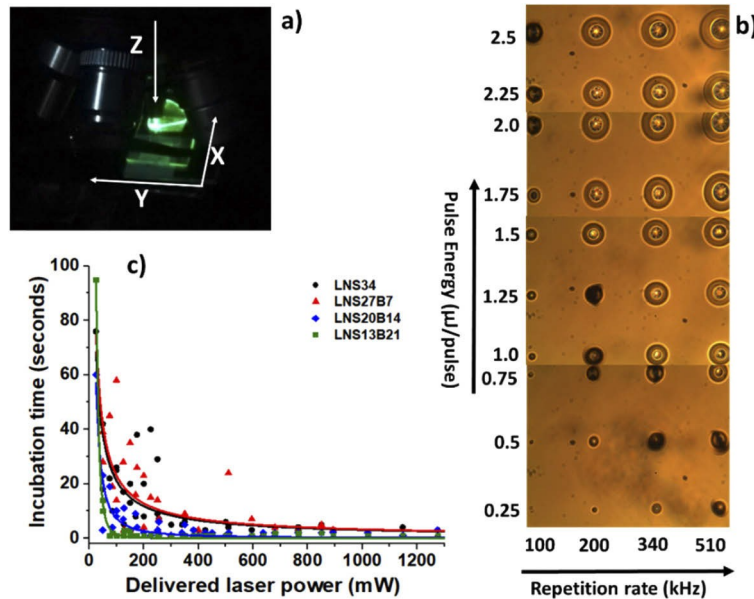 a)
Z
X
Y
b)
2.5
2.25
2.0
1.75
1.5
1.25
1.0
0.75
0.5
0.25
Pulse Energy (μJ/pulse)
100 200 340 510
Repetition rate (kHz)
c)
LNS34
LNS27B7
LNS20B14
LNS13B21
100
80
60
40
20
0
Incubation time (seconds)
0 200 400 600 800 1000 1200
Delivered laser power (mW)